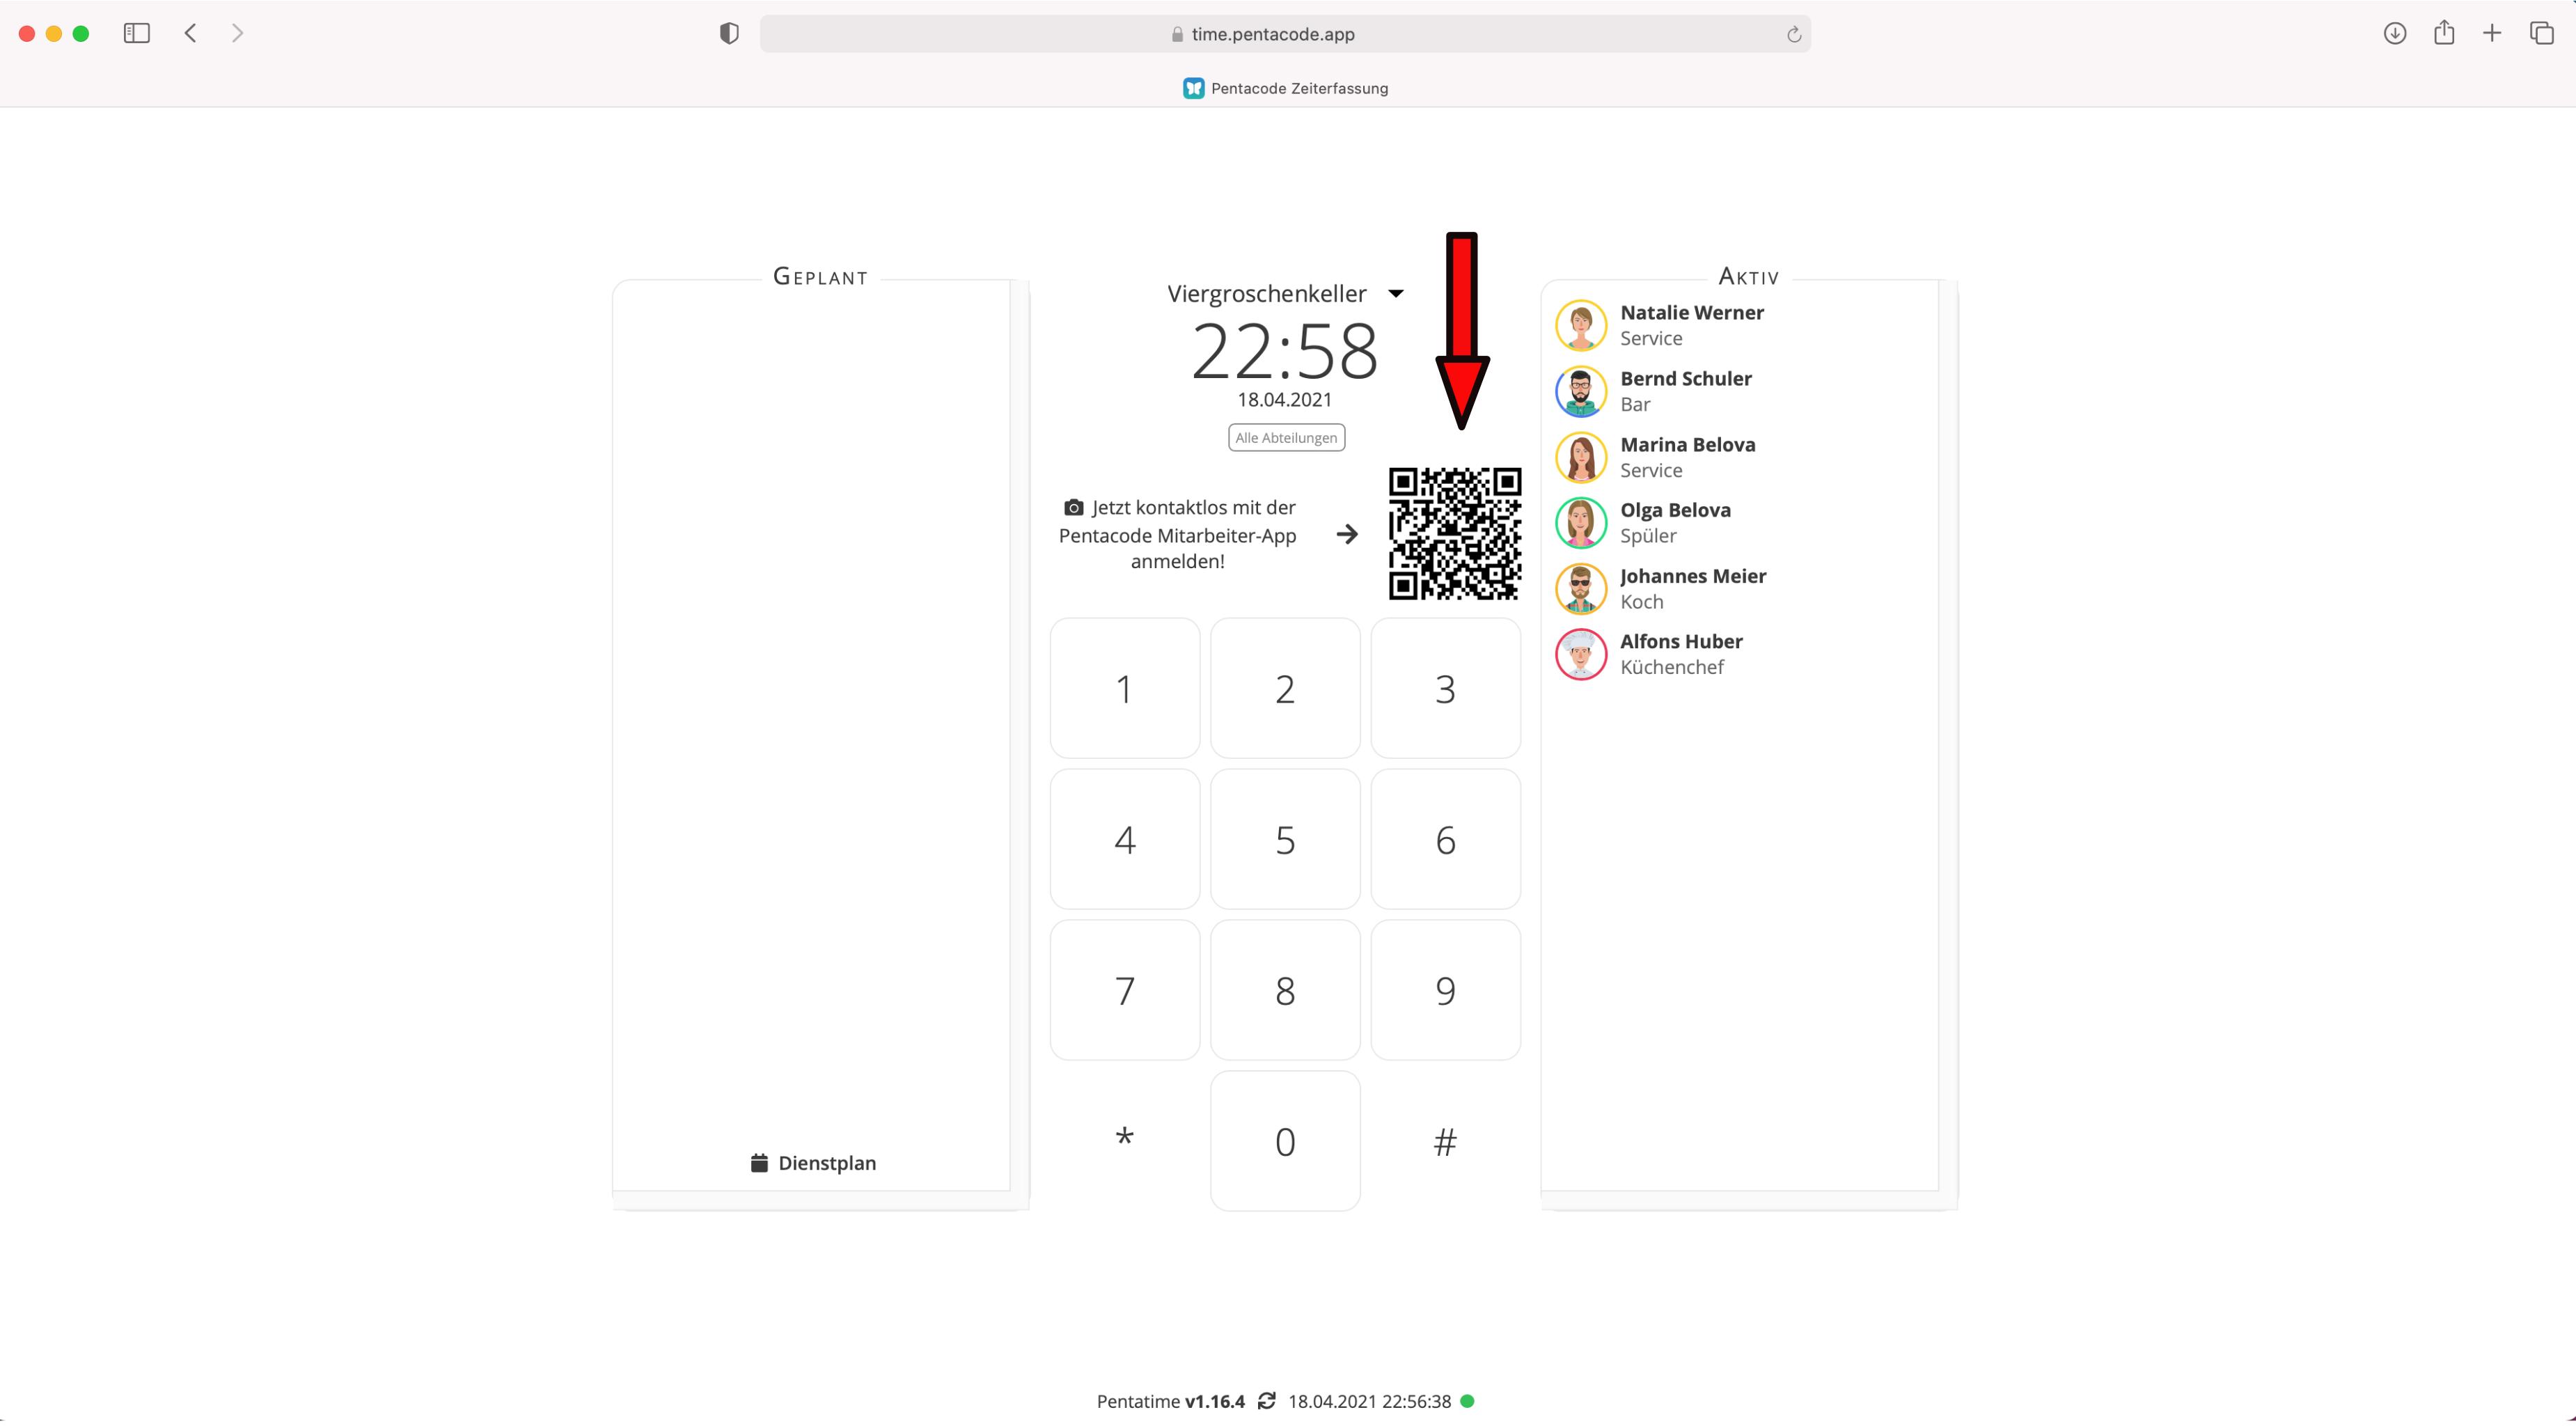 time.pentacode.app
Pentacode Zeiterfassung
Geplant
Dienstplan
Viergroschenkeller
22:58
18.04.2021
Alle Abteilungen
Jetzt kontaktlos mit der
Pentacode Mitarbeiter-App
anmelden!
1 2 3
4 5 6
7 8 9
* 0 #
Aktiv
Natalie Werner
Service
Bernd Schuler
Bar
Marina Belova
Service
Olga Belova
Spüler
Johannes Meier
Koch
Alfons Huber
Küchenchef
Pentatime v1.16.4 18.04.2021 22:56:38